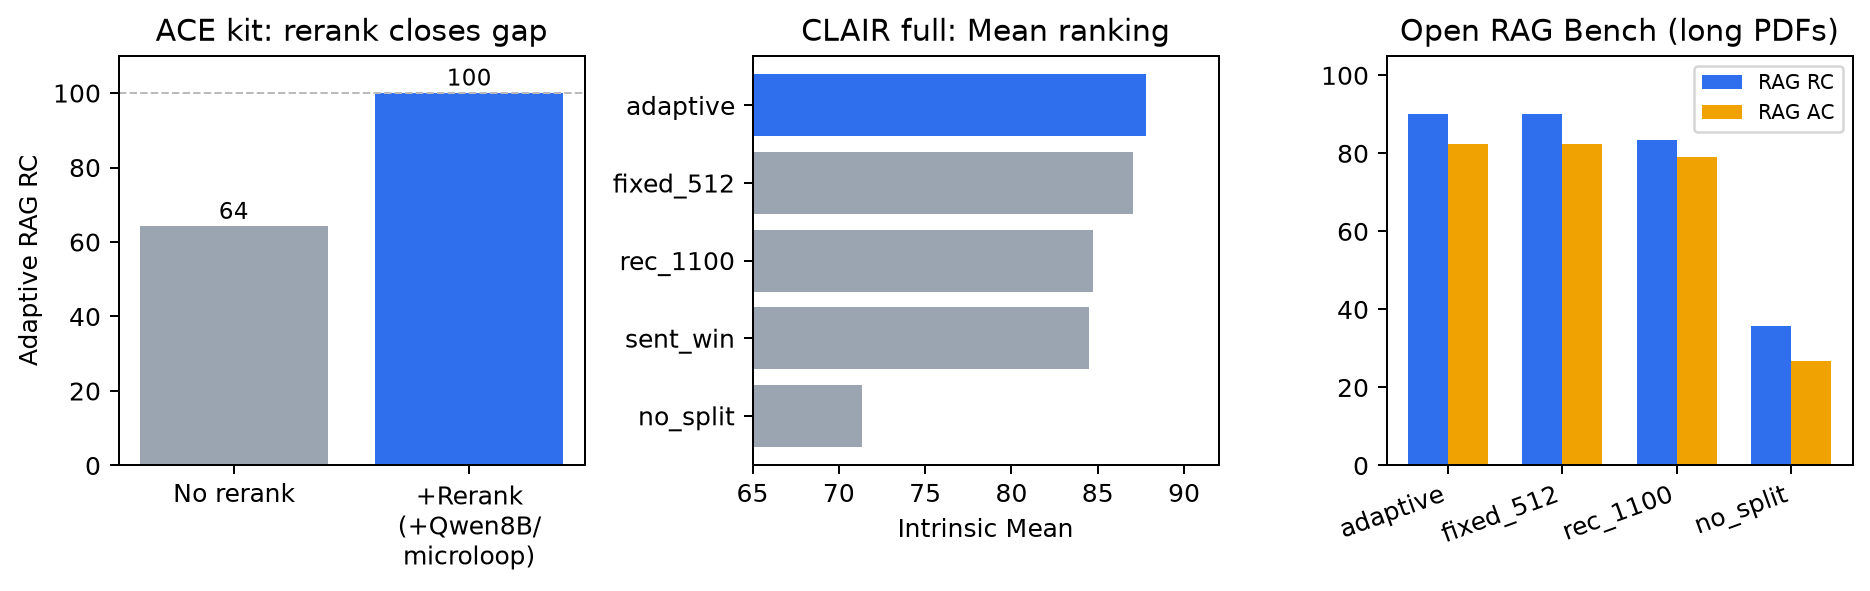 ACE kit: rerank closes gap
Adaptive RAG RC
100
80
60
40
20
0
64
100
No rerank
+Rerank
(+Qwen8B/
microloop)
CLAIR full: Mean ranking
adaptive
fixed_512
rec_1100
sent_win
no_split
65 70 75 80 85 90
Intrinsic Mean
Open RAG Bench (long PDFs)
RAG RC
RAG AC
100
80
60
40
20
0
adaptive
fixed_512
rec_1100
no_split